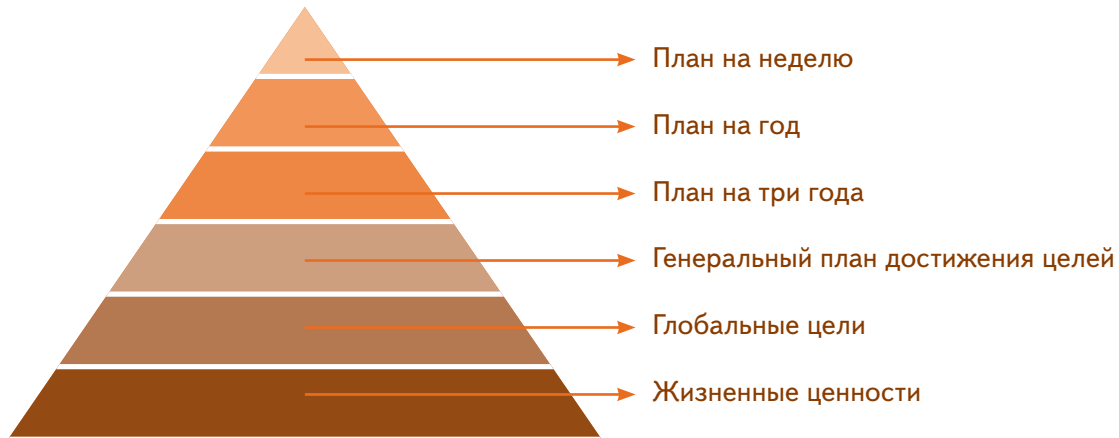 План на неделю
План на год
План на три года
Генеральный план достижения целей
Глобальные цели
Жизненные ценности